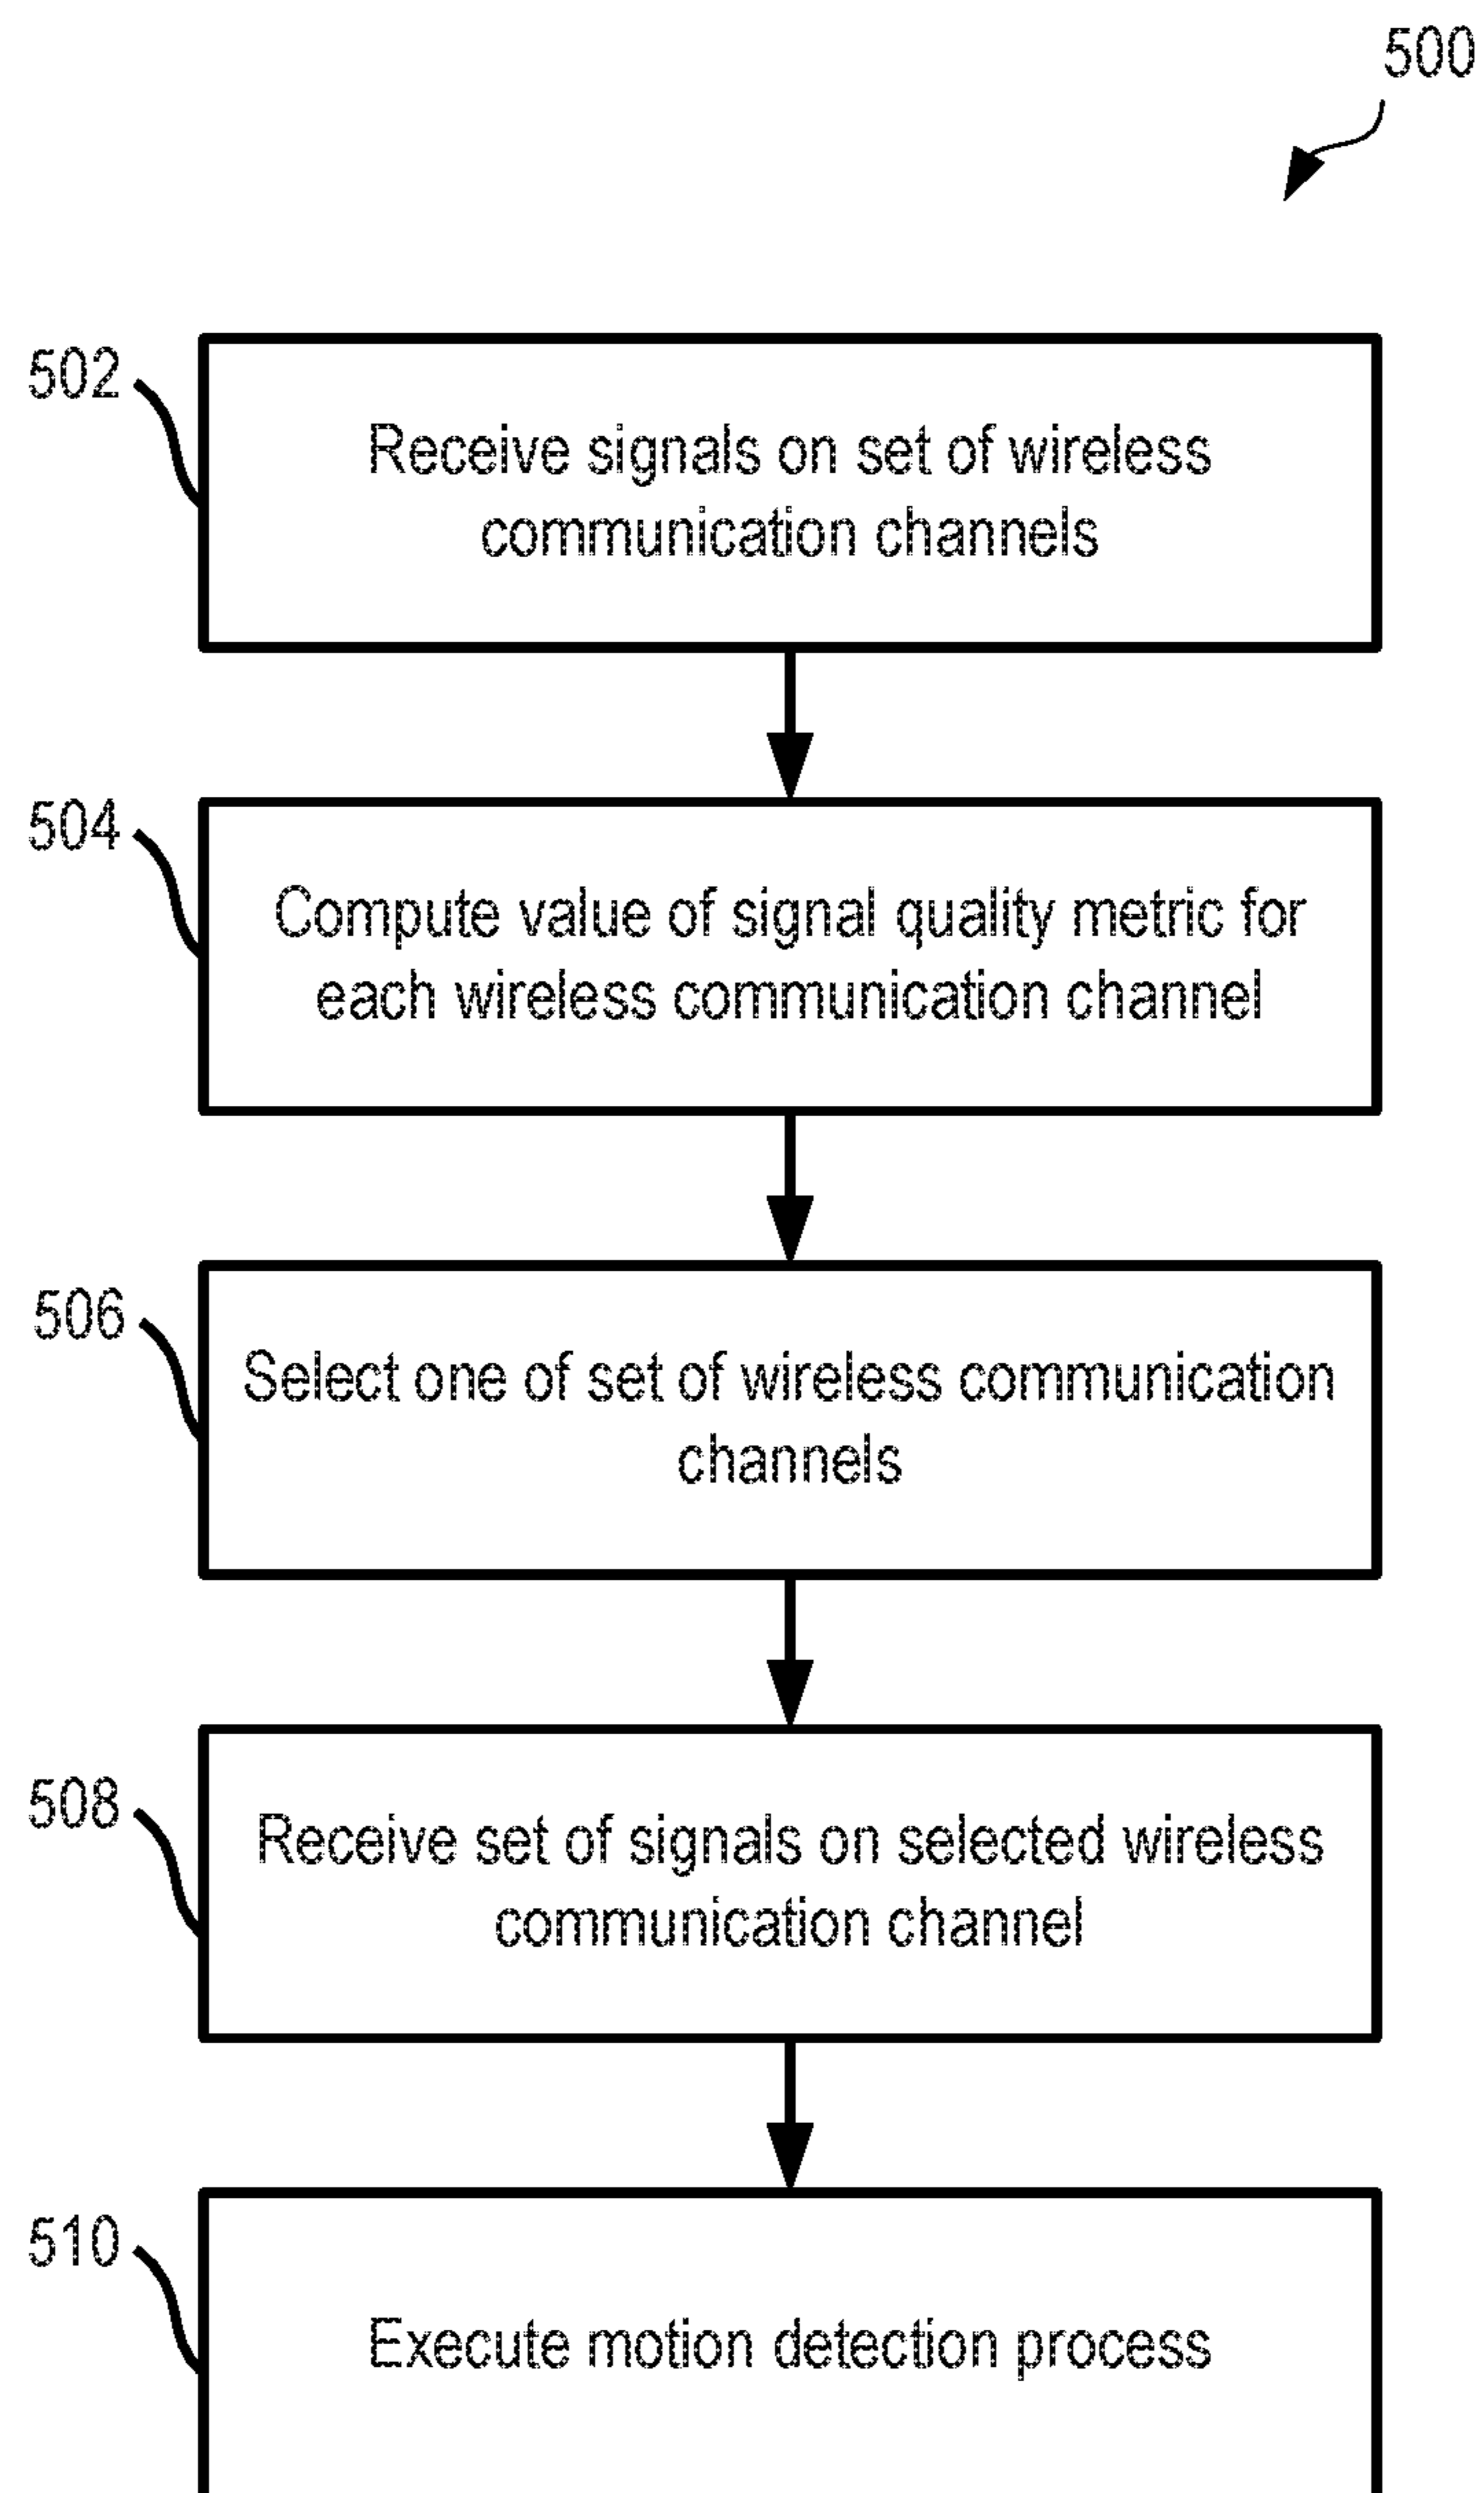 500
502
Receive signals on set of wireless
communication channels
504
Compute value of signal quality metric for
each wireless communication channel
506
Select one of set of wireless communication
channels
508
Receive set of signals on selected wireless
communication channel
510
Execute motion detection process